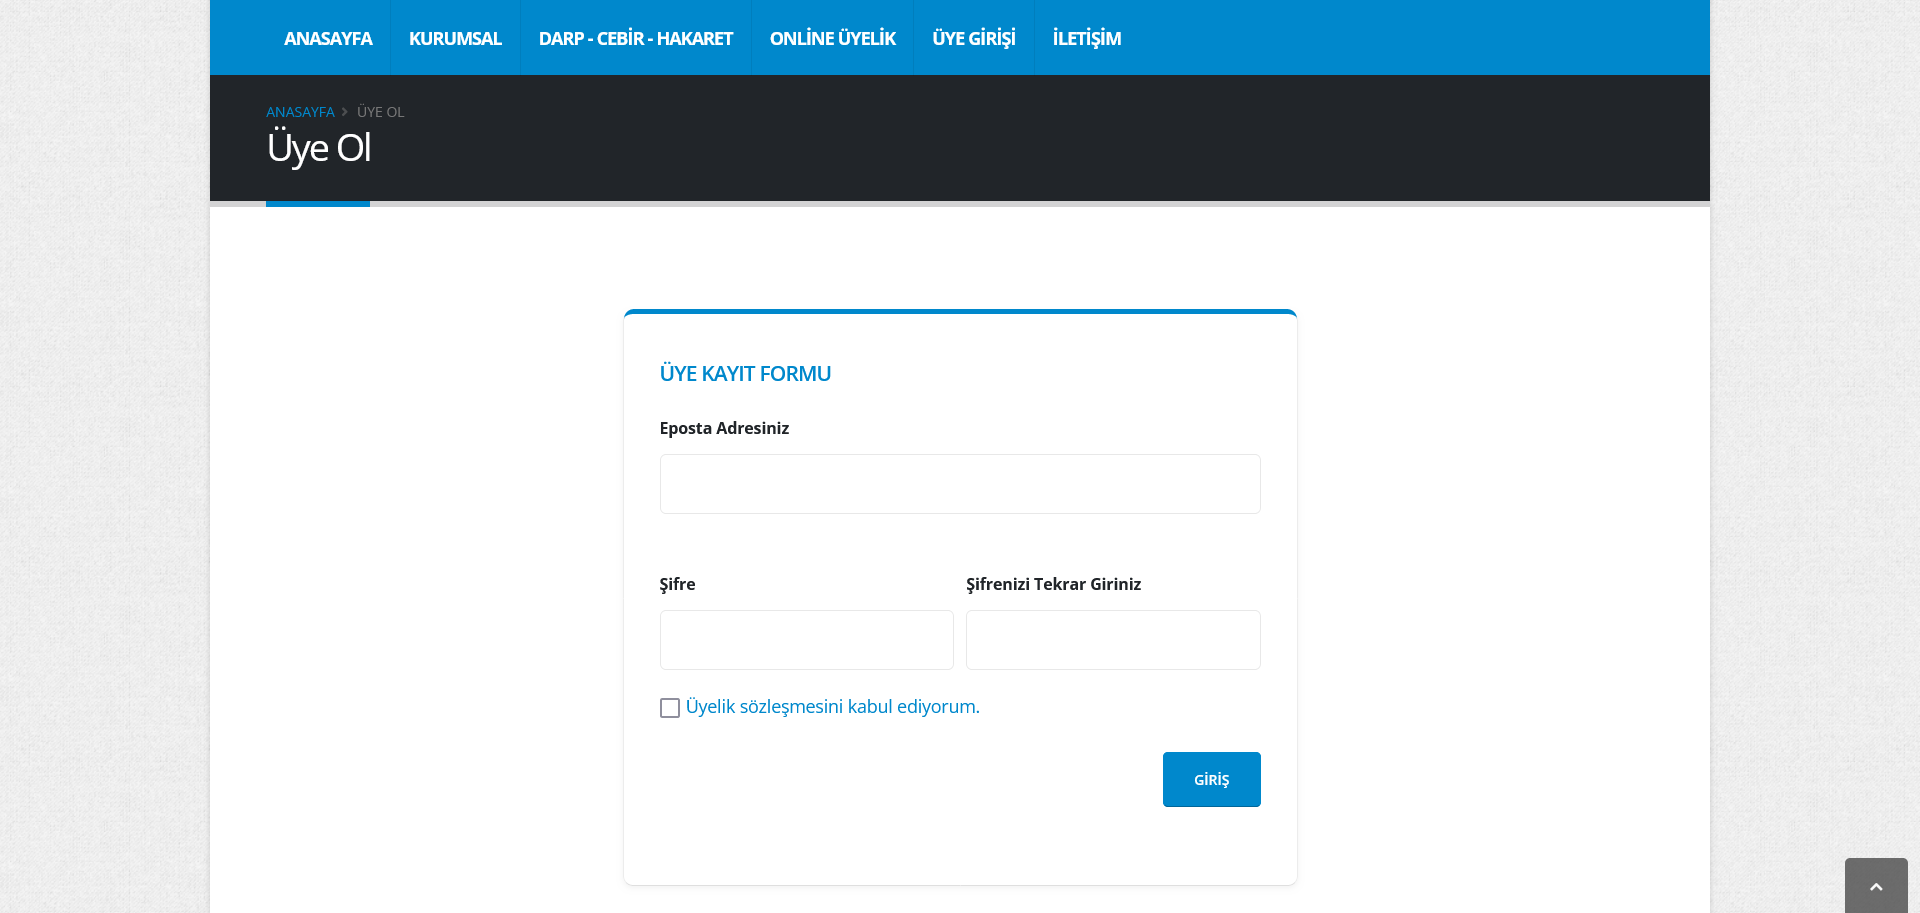 ANASAYFA KURUMSAL DARP - CEBİR - HAKARET ONLİNE ÜYELİK ÜYE GİRİŞİ İLETİŞİM
ANASAYFA ÜYE OL
Üye Ol
ÜYE KAYIT FORMU
Eposta Adresiniz
Şifre Şifrenizi Tekrar Giriniz
Üyelik sözleşmesini kabul ediyorum.
GİRİŞ